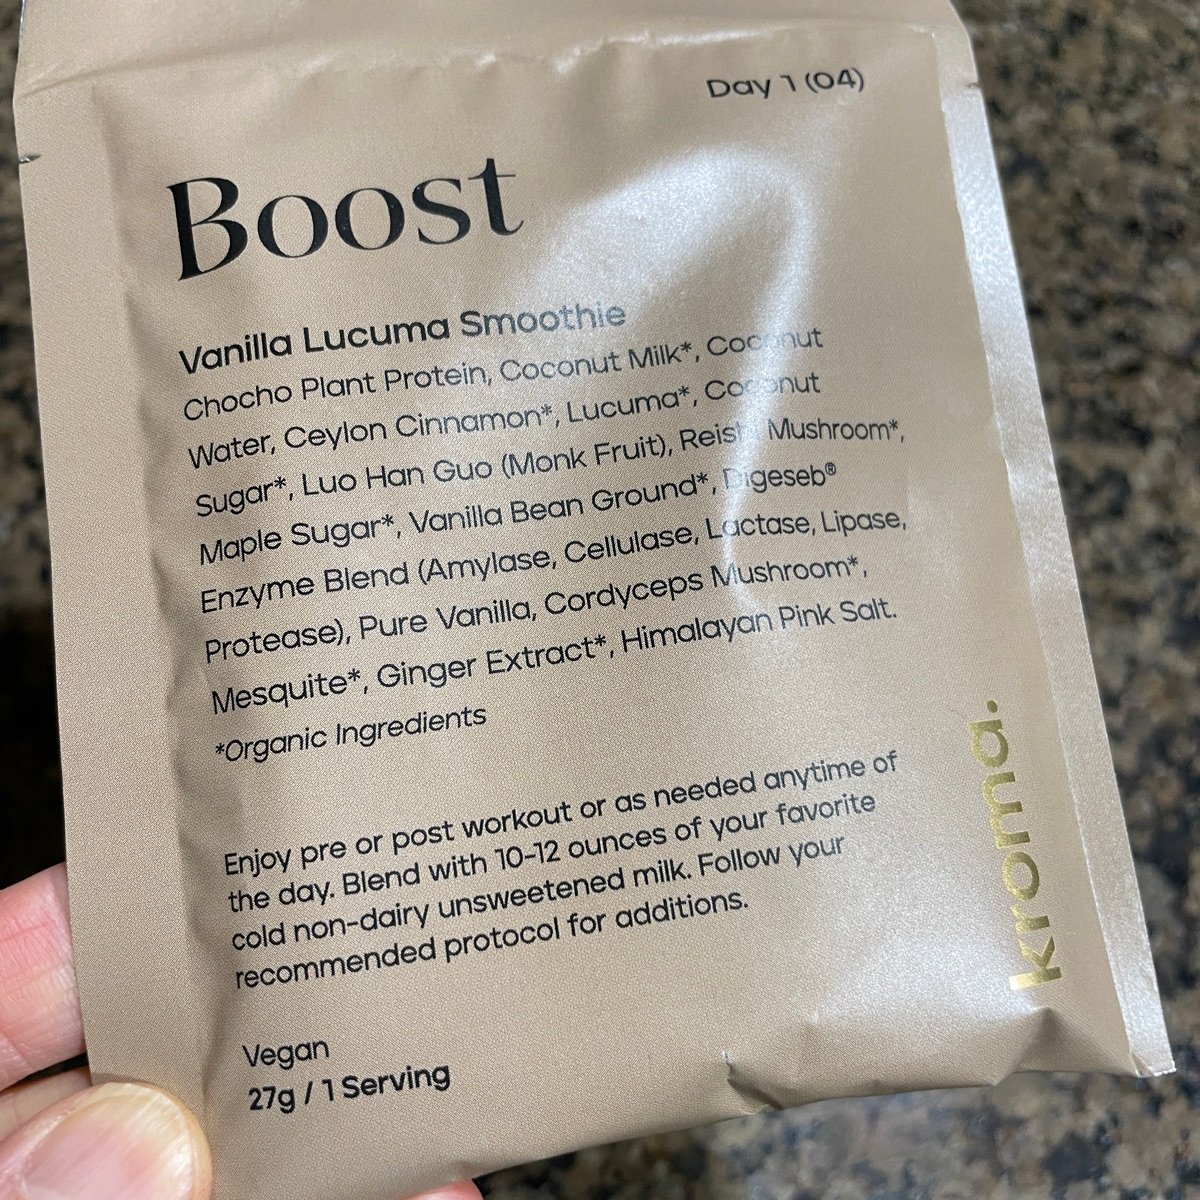 Day 1 (04)
Boost
Vanilla Lucuma Smoothie
Chocho Plant Protein, Coconut Milk*, Coconut
Water, Ceylon Cinnamon*, Lucuma*, Coconut
Sugar*, Luo Han Guo (Monk Fruit), Reishi Mushroom*,
Maple Sugar*, Vanilla Bean Ground*, Digeseb®
Enzyme Blend (Amylase, Cellulase, Lactase, Lipase,
Protease), Pure Vanilla, Cordyceps Mushroom*,
Mesquite*, Ginger Extract*, Himalayan Pink Salt.
*Organic Ingredients
Enjoy pre or post workout or as needed anytime of
the day. Blend with 10-12 ounces of your favorite
cold non-dairy unsweetened milk. Follow your
recommended protocol for additions.
Vegan
27g / 1 Serving
kroma.